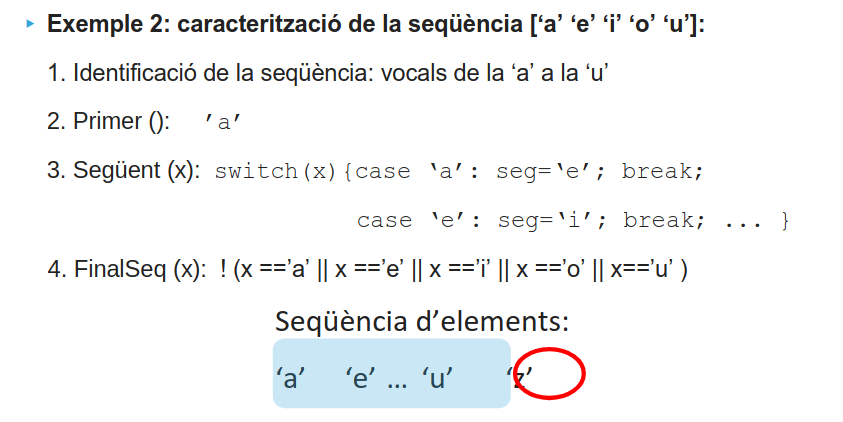 Exemple 2: caracterització de la seqüència [‘a’ ‘e’ ‘i’ ‘o’ ‘u’]:
1. Identificació de la seqüència: vocals de la ‘a’ a la ‘u’
2. Primer (): ’a’
3. Següent (x): switch(x){case ‘a’: seg=‘e’; break;
case ‘e’: seg=‘i’; break; ... }
4. FinalSeq (x): ! (x ==’a’ || x ==’e’ || x ==’i’ || x ==’o’ || x==’u’ )
Seqüència d’elements:
‘a’ ‘e’ ... ‘u’ ‘z’